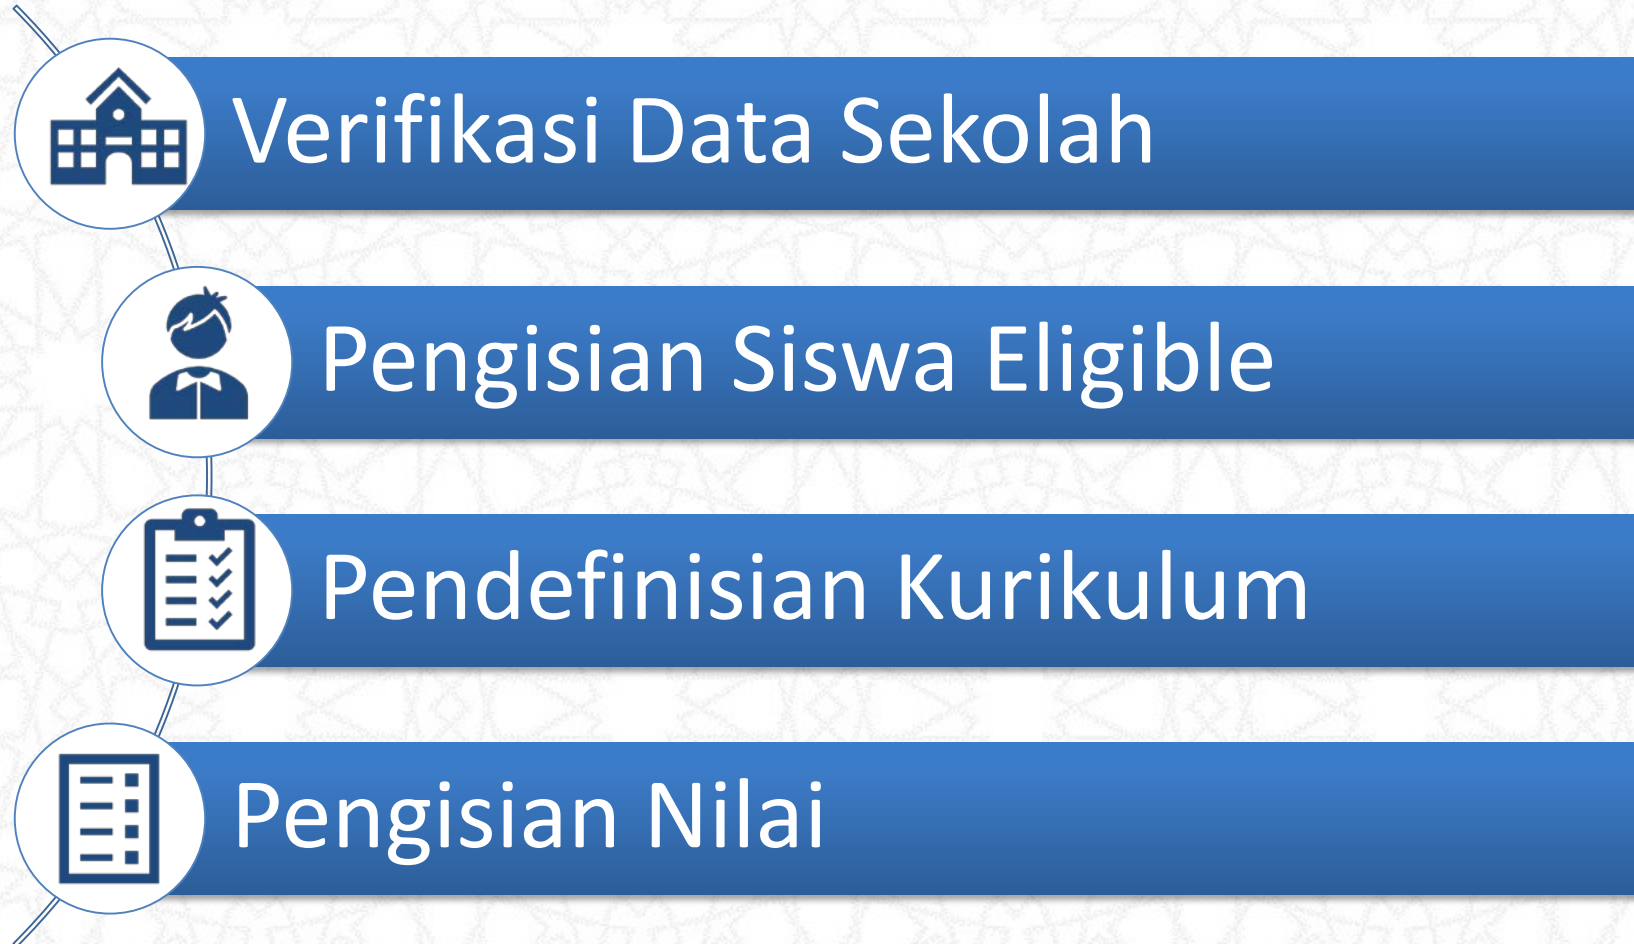 Verifikasi Data Sekolah
Pengisian Siswa Eligible
Pendefinisian Kurikulum
Pengisian Nilai